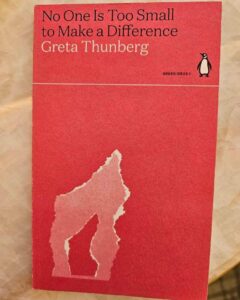 No One Is Too Small
to Make a Difference
Greta Thunberg